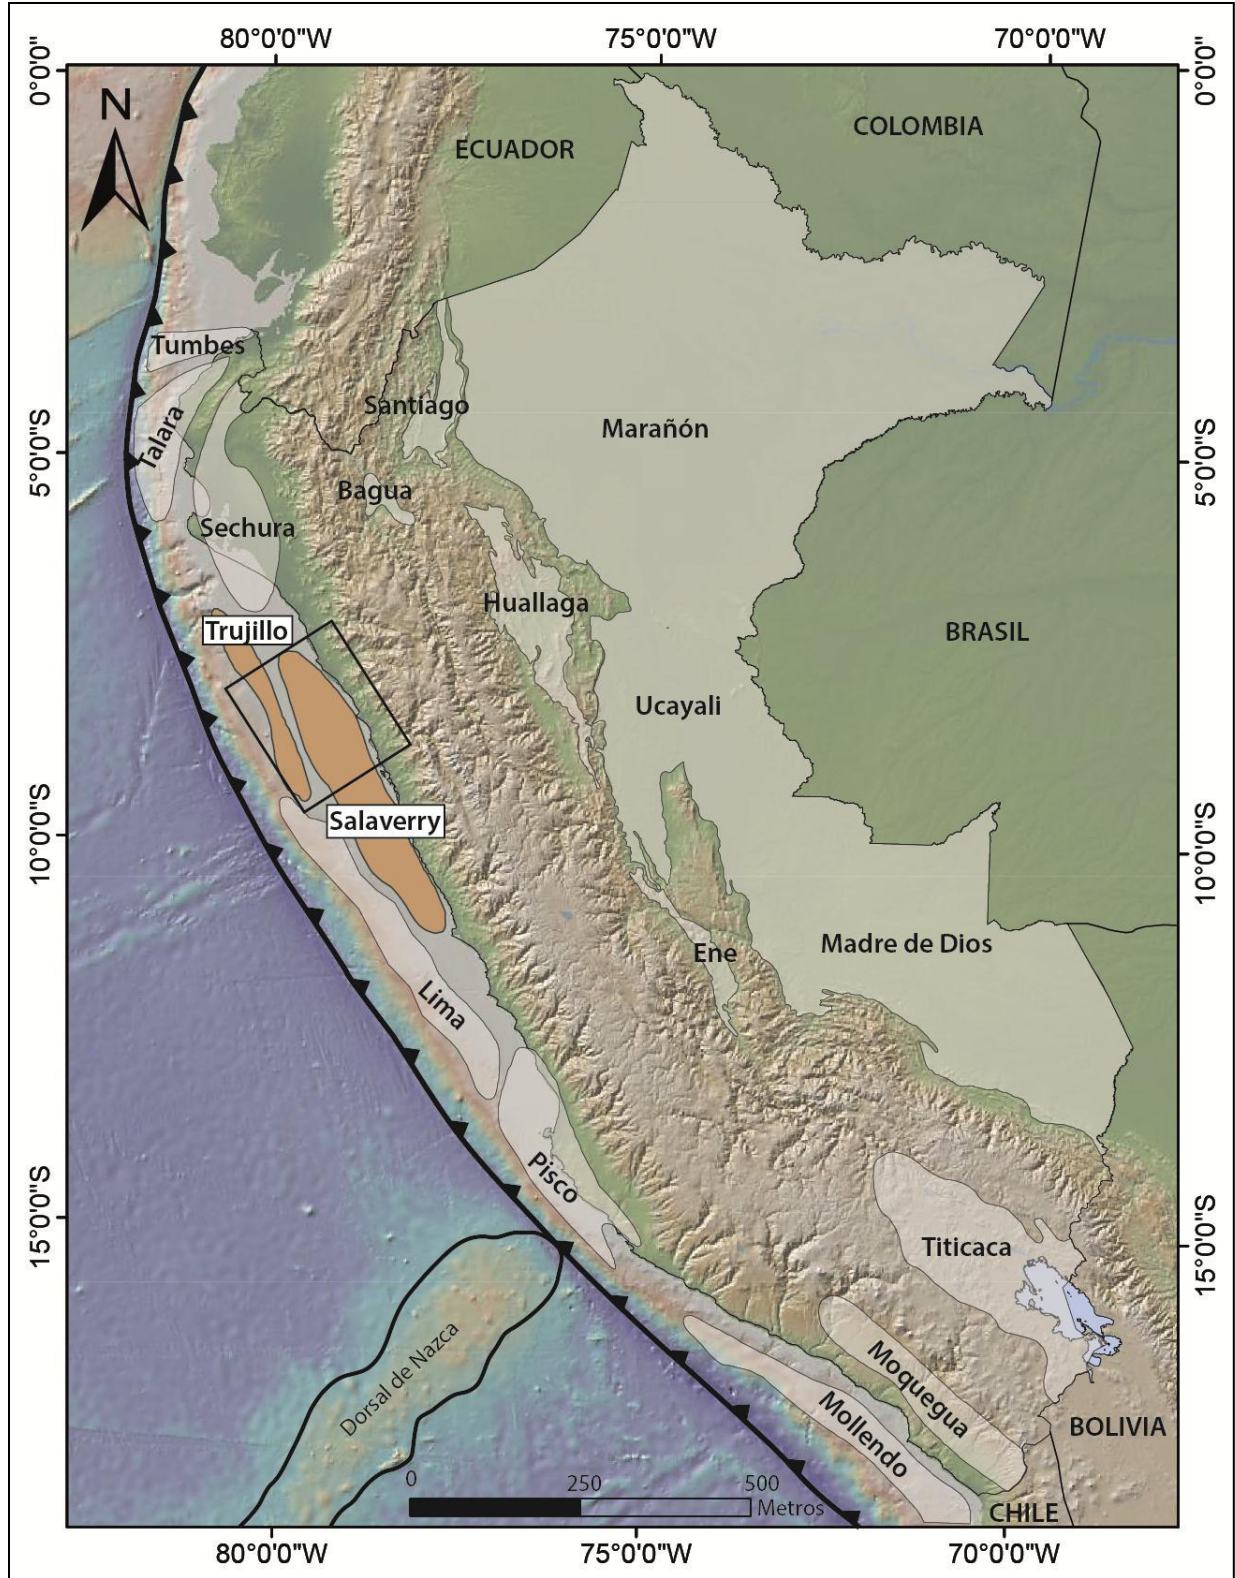 80°0'0"W 75°0'0"W 70°0'0"W
0°0'0" 0°0'0"
N
COLOMBIA
ECUADOR
Tumbes
Santiago
Talara
Marañón
5°0'0"S 5°0'0"S
Bagua
Sechura
Huallaga
Trujillo
BRASIL
Ucayali
Salaverry
10°0'0"S 10°0'0"S
Madre de Dios
Ene
Lima
Pisco
15°0'0"S 15°0'0"S
Titicaca
Dorsal de Nazca
Moquegua
Mollendo
BOLIVIA
0 250 500
Metros
CHILE
80°0'0"W 75°0'0"W 70°0'0"W